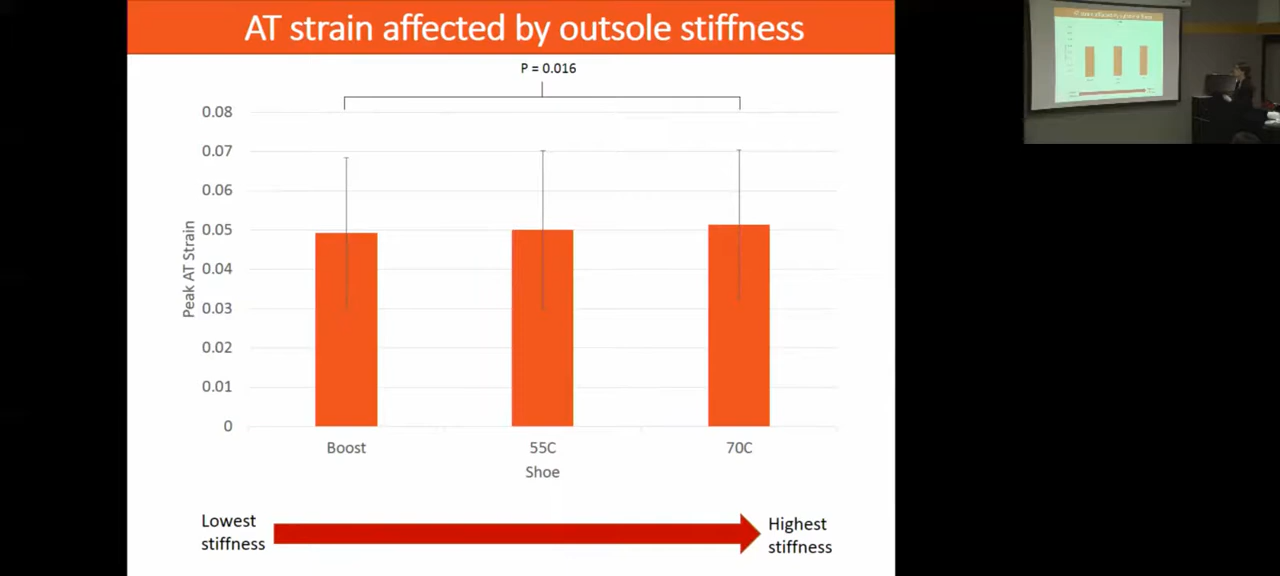 AT strain affected by outsole stiffness
P = 0.016
0.08
0.07
0.06
0.05
0.04
0.03
0.02
0.01
0
Peak AT Strain
Boost
55C
70C
Shoe
Lowest
stiffness
Highest
stiffness